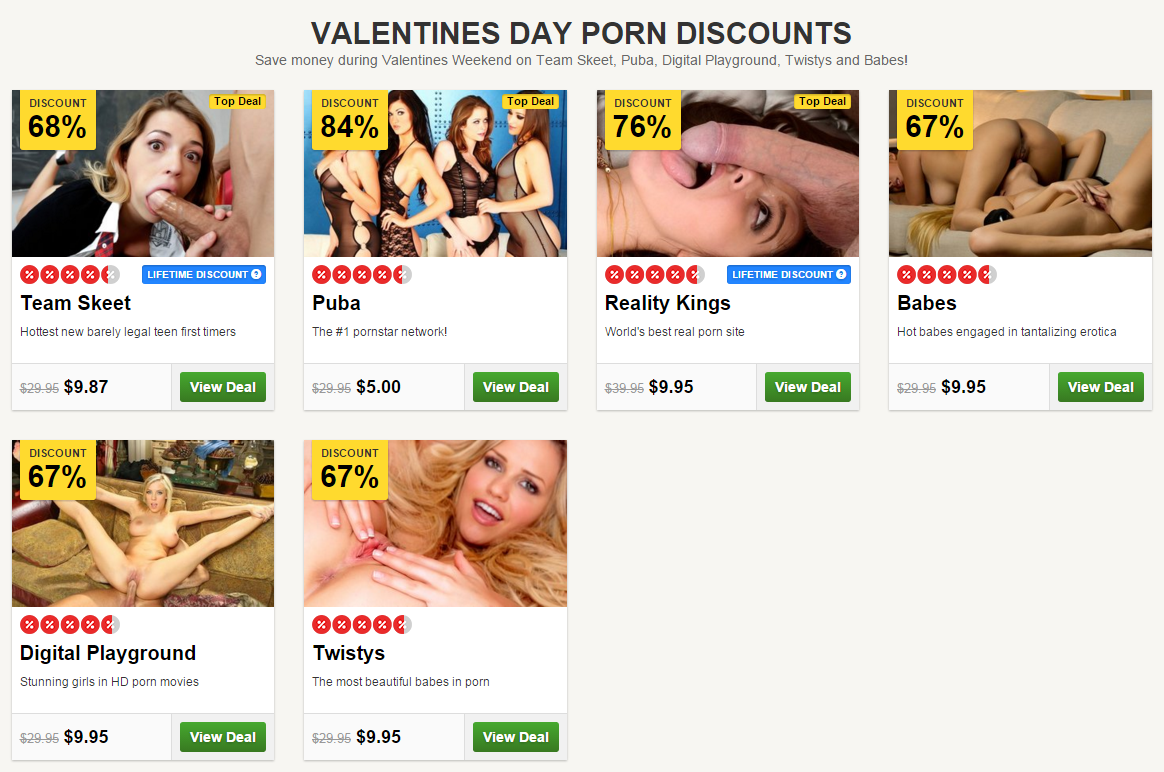 VALENTINES DAY PORN DISCOUNTS
Save money during Valentines Weekend on Team Skeet, Puba, Digital Playground, Twistys and Babes!
DISCOUNT
68%
Top Deal
LIFETIME DISCOUNT ?
Team Skeet
Hottest new barely legal teen first timers
$29.95 $9.87
View Deal
DISCOUNT
84%
Top Deal
Puba
The #1 pornstar network!
$29.95 $5.00
View Deal
DISCOUNT
76%
Top Deal
LIFETIME DISCOUNT ?
Reality Kings
World's best real porn site
$39.95 $9.95
View Deal
DISCOUNT
67%
Babes
Hot babes engaged in tantalizing erotica
$29.95 $9.95
View Deal
DISCOUNT
67%
Digital Playground
Stunning girls in HD porn movies
$29.95 $9.95
View Deal
DISCOUNT
67%
Twistys
The most beautiful babes in porn
$29.95 $9.95
View Deal